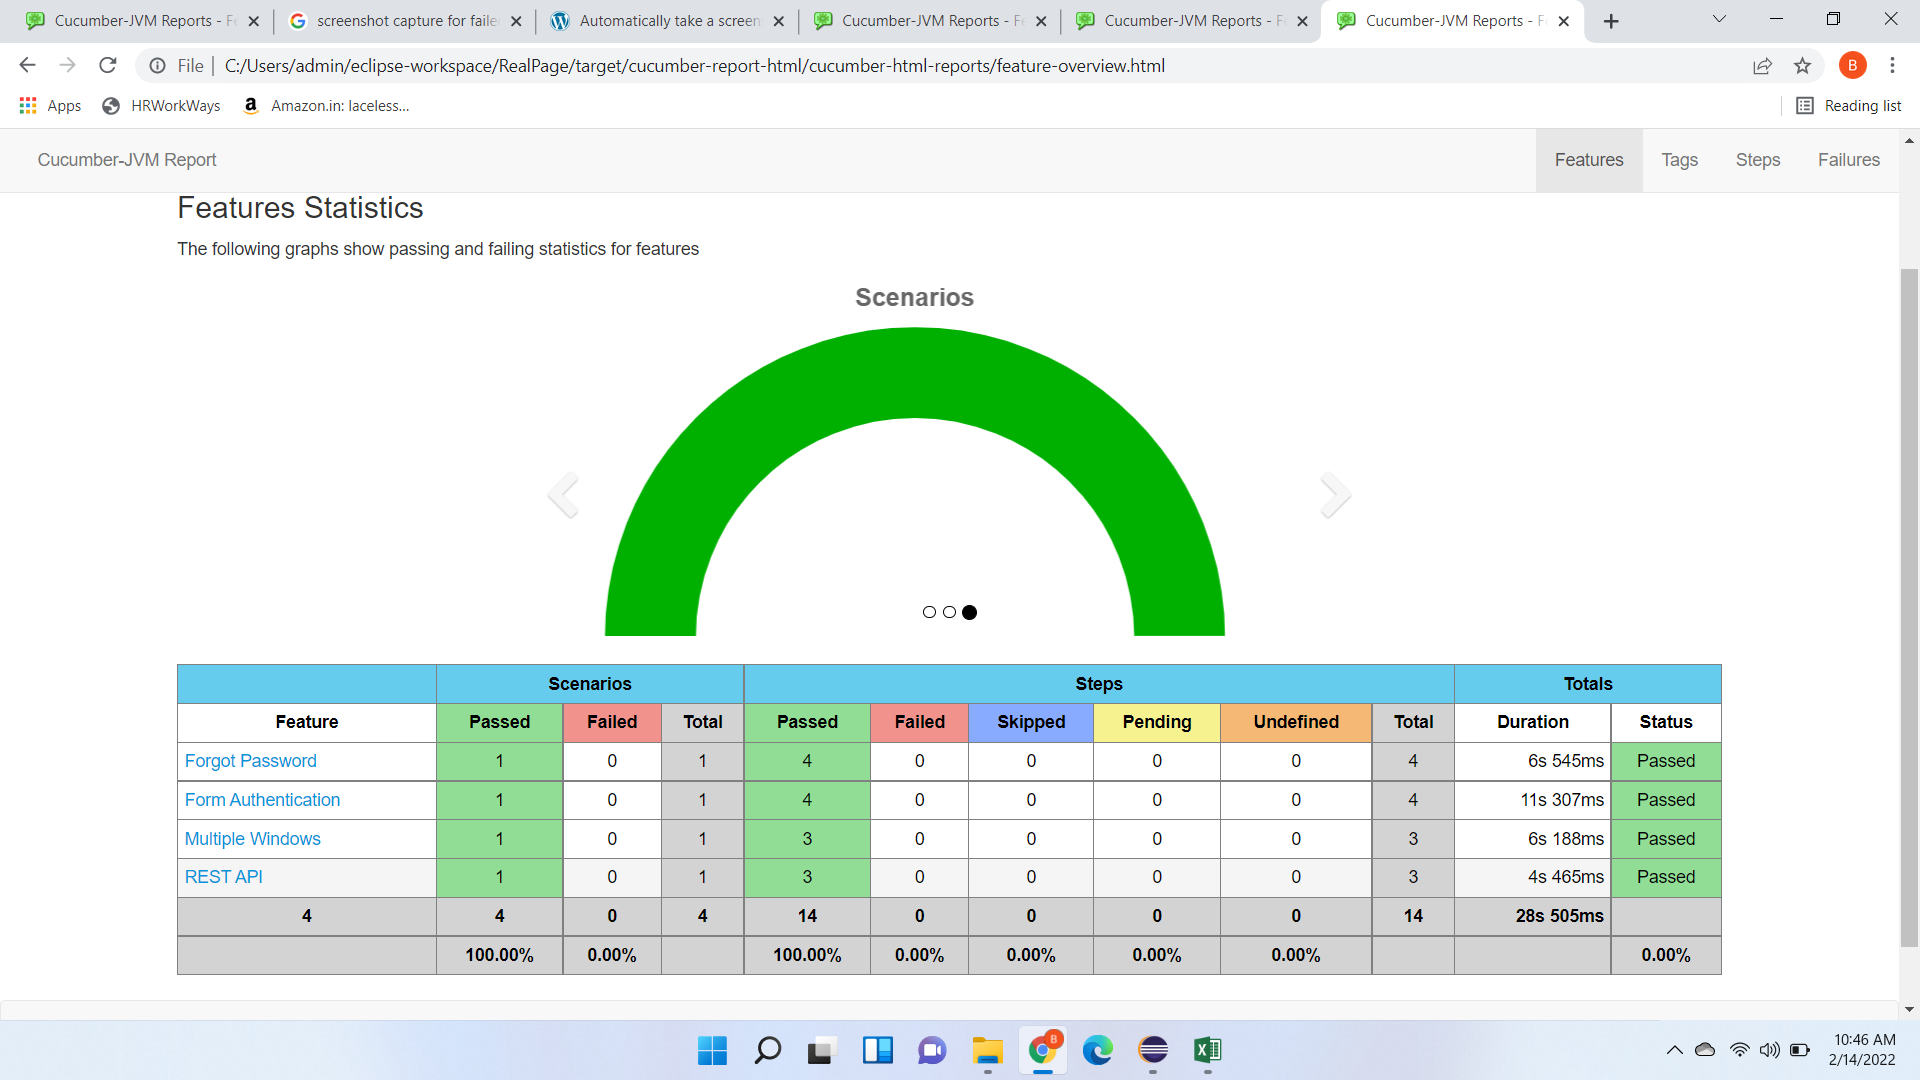 Cucumber-JVM Reports - Fe
screenshot capture for faile
Automatically take a screen
Cucumber-JVM Reports - Fe
Cucumber-JVM Reports - F
Cucumber-JVM Reports - F
File | C:/Users/admin/eclipse-workspace/RealPage/target/cucumber-report-html/cucumber-html-reports/feature-overview.html
B
Apps HRWorkWays a Amazon.in: laceless... Reading list
Cucumber-JVM Report Features Tags Steps Failures
Features Statistics
The following graphs show passing and failing statistics for features
Scenarios
Scenarios Steps Totals
Feature Passed Failed Total Passed Failed Skipped Pending Undefined Total Duration Status
Forgot Password 1 0 1 4 0 0 0 0 4 6s 545ms Passed
Form Authentication 1 0 1 4 0 0 0 0 4 11s 307ms Passed
Multiple Windows 1 0 1 3 0 0 0 0 3 6s 188ms Passed
REST API 1 0 1 3 0 0 0 0 3 4s 465ms Passed
4 4 0 4 14 0 0 0 0 14 28s 505ms
100.00% 0.00% 100.00% 0.00% 0.00% 0.00% 0.00% 0.00%
B
10:46 AM
2/14/2022